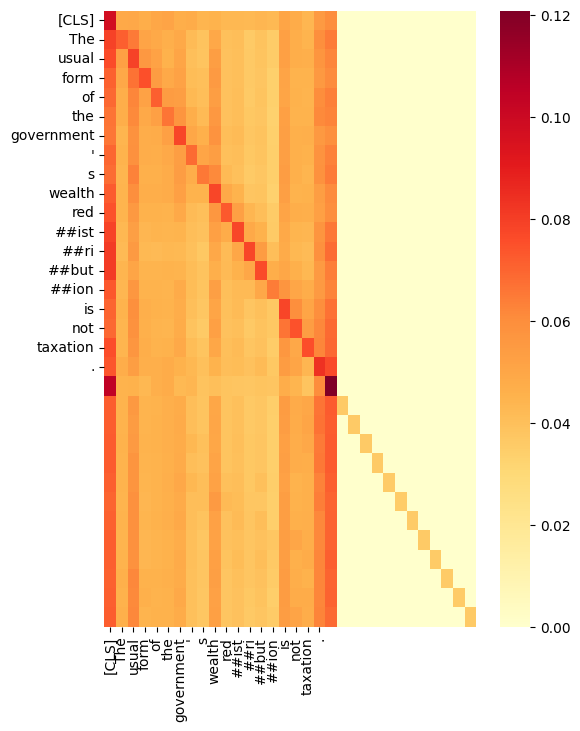 [CLS]
The
usual
form
of
the
government
'
s
wealth
red
##ist
##ri
##but
##ion
is
not
taxation
.
0.12
0.10
0.08
0.06
0.04
0.02
0.00
[CLS] The usual form of the government ' s wealth red ##ist ##ri ##but ##ion is not taxation .